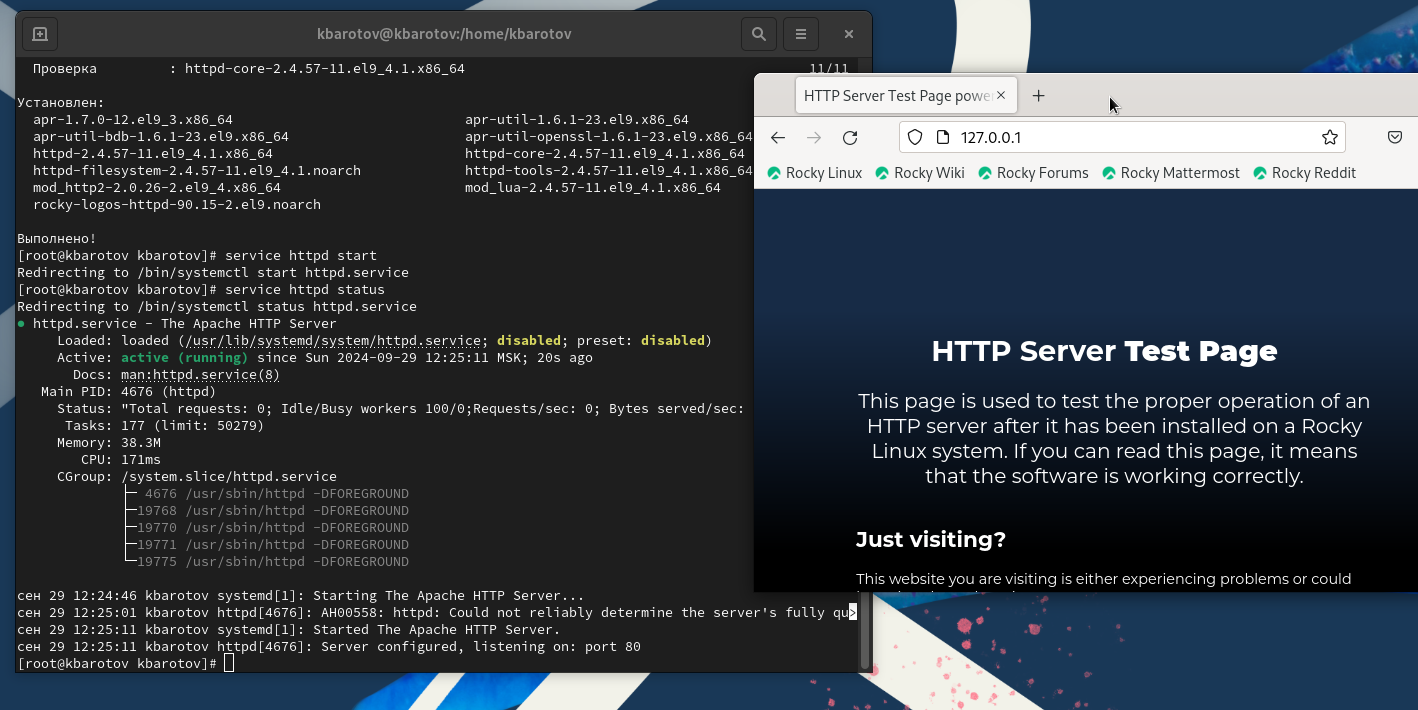 kbarotov@kbarotov:/home/kbarotov
Проверка : httpd-core-2.4.57-11.el9_4.1.x86_64 11/11
Установлен:
apr-1.7.0-12.el9_3.x86_64 apr-util-1.6.1-23.el9.x86_64
apr-util-bdb-1.6.1-23.el9.x86_64 apr-util-openssl-1.6.1-23.el9.x86_64
httpd-2.4.57-11.el9_4.1.x86_64 httpd-core-2.4.57-11.el9_4.1.x86_64
httpd-filesystem-2.4.57-11.el9_4.1.noarch httpd-tools-2.4.57-11.el9_4.1.x86_64
mod_http2-2.0.26-2.el9_4.x86_64 mod_lua-2.4.57-11.el9_4.1.x86_64
rocky-logos-httpd-90.15-2.el9.noarch
Выполнено!
[root@kbarotov kbarotov]# service httpd start
Redirecting to /bin/systemctl start httpd.service
[root@kbarotov kbarotov]# service httpd status
Redirecting to /bin/systemctl status httpd.service
● httpd.service - The Apache HTTP Server
Loaded: loaded (/usr/lib/systemd/system/httpd.service; disabled; preset: disabled)
Active: active (running) since Sun 2024-09-29 12:25:11 MSK; 20s ago
Docs: man:httpd.service(8)
Main PID: 4676 (httpd)
Status: "Total requests: 0; Idle/Busy workers 100/0;Requests/sec: 0; Bytes served/sec:
Tasks: 177 (limit: 50279)
Memory: 38.3M
CPU: 171ms
CGroup: /system.slice/httpd.service
├─ 4676 /usr/sbin/httpd -DFOREGROUND
├─19768 /usr/sbin/httpd -DFOREGROUND
├─19770 /usr/sbin/httpd -DFOREGROUND
├─19771 /usr/sbin/httpd -DFOREGROUND
└─19775 /usr/sbin/httpd -DFOREGROUND
сен 29 12:24:46 kbarotov systemd[1]: Starting The Apache HTTP Server...
сен 29 12:25:01 kbarotov httpd[4676]: AH00558: httpd: Could not reliably determine the server's fully qu>
сен 29 12:25:11 kbarotov systemd[1]: Started The Apache HTTP Server.
сен 29 12:25:11 kbarotov httpd[4676]: Server configured, listening on: port 80
[root@kbarotov kbarotov]#
HTTP Server Test Page powe
127.0.0.1
Rocky Linux Rocky Wiki Rocky Forums Rocky Mattermost Rocky Reddit
HTTP Server Test Page
This page is used to test the proper operation of an
HTTP server after it has been installed on a Rocky
Linux system. If you can read this page, it means
that the software is working correctly.
Just visiting?
This website you are visiting is either experiencing problems or could